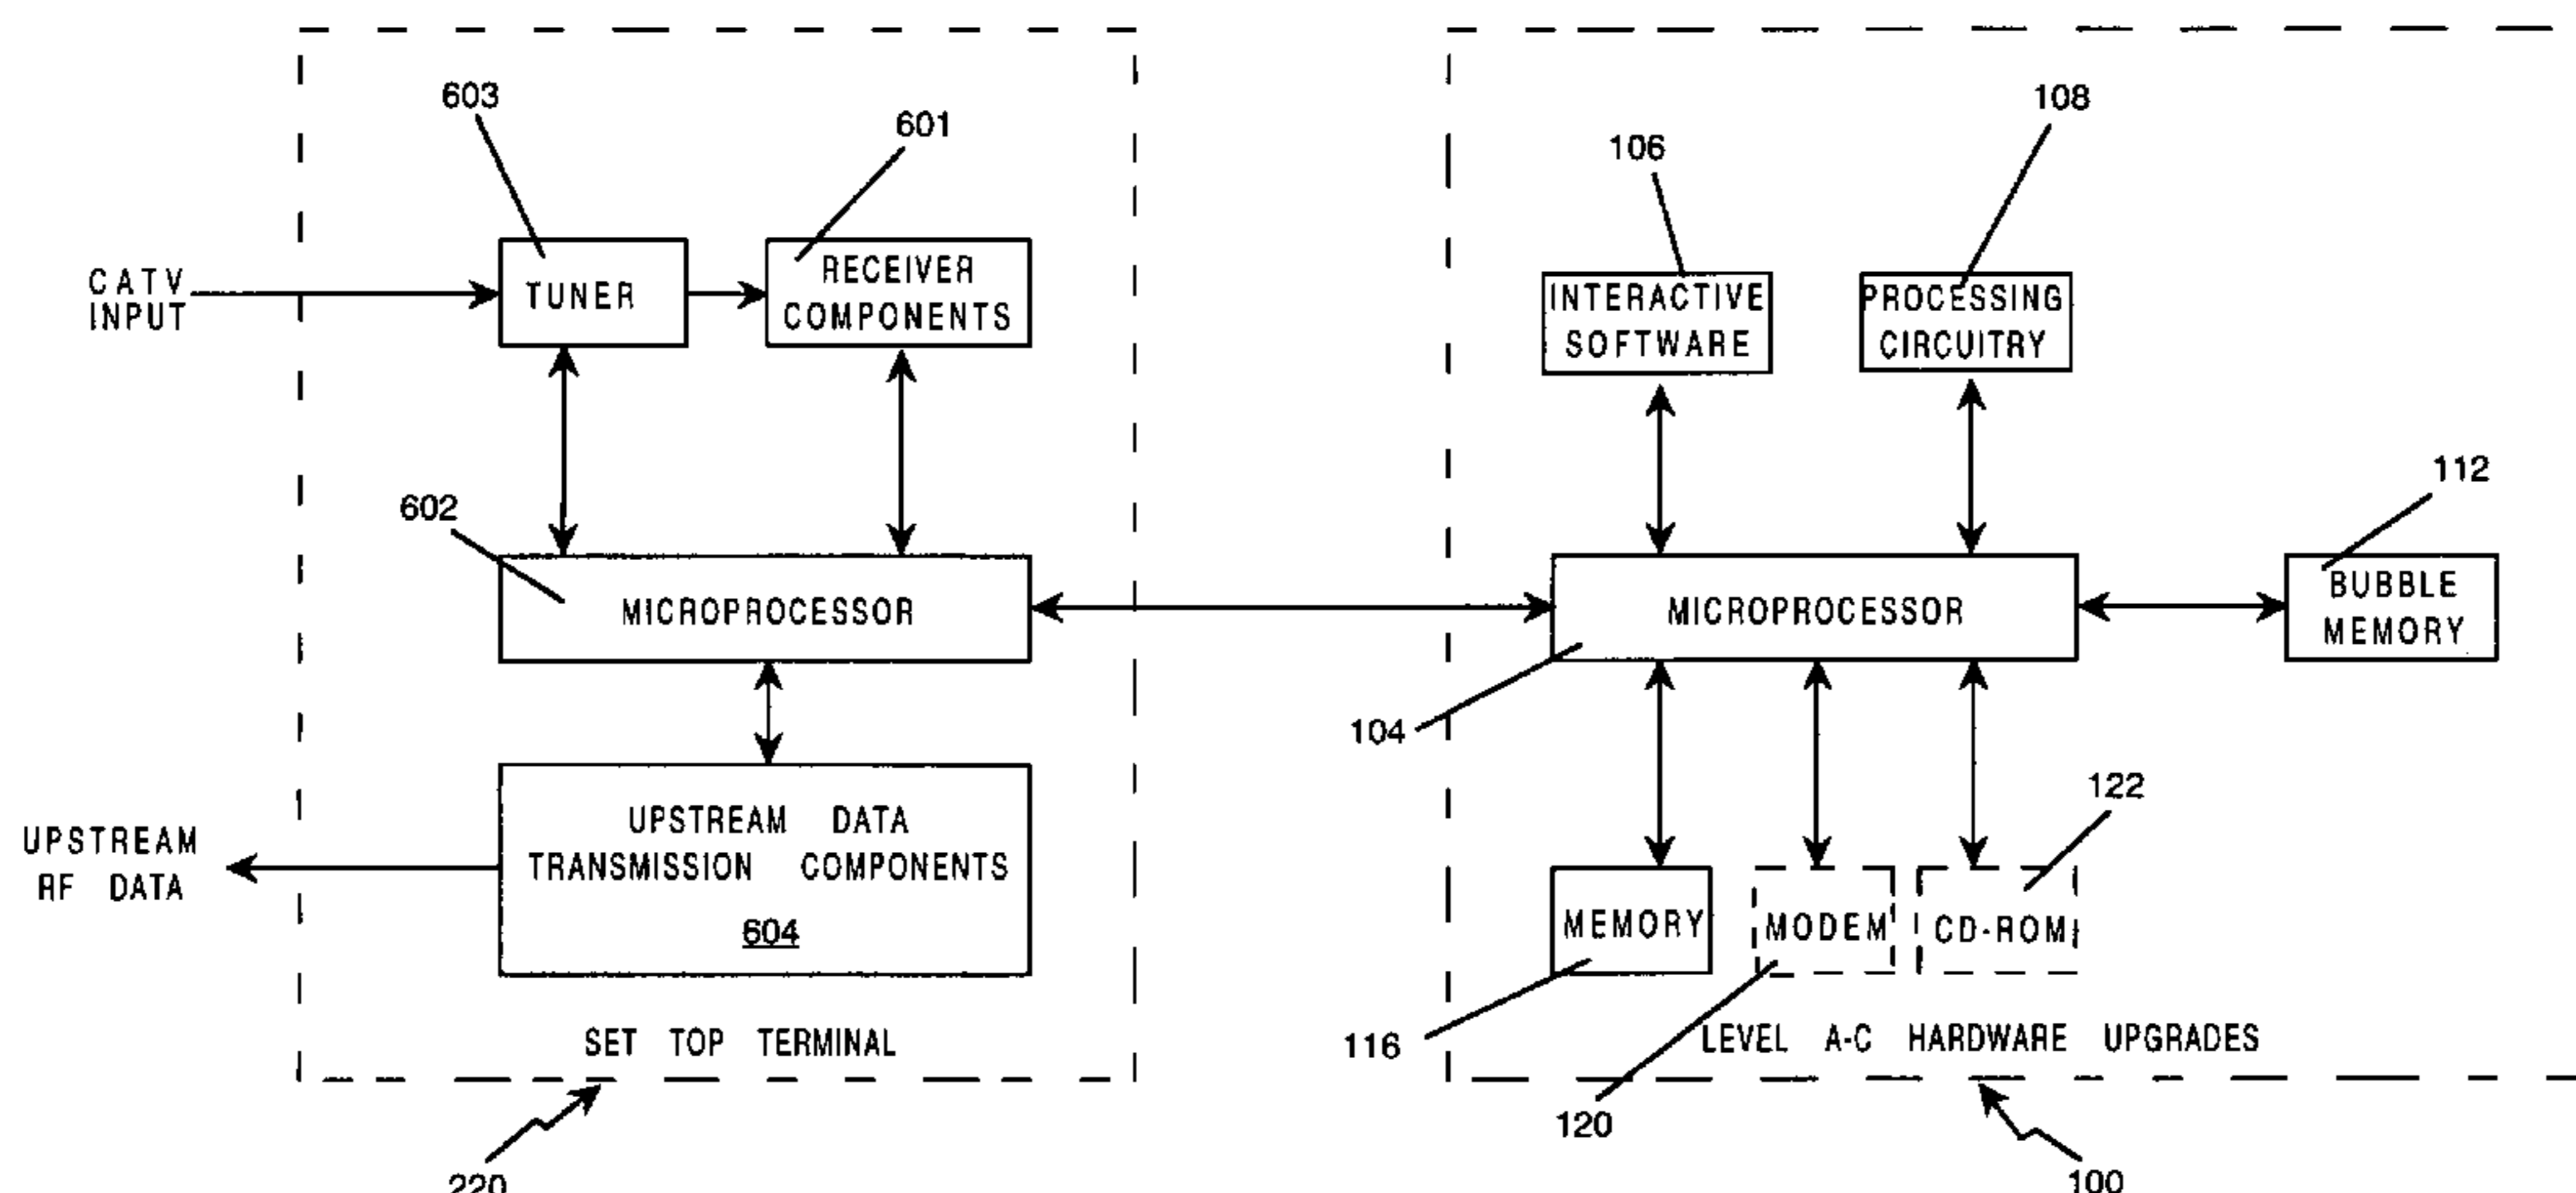 603
601
108
106
CATV
INPUT
TUNER
RECEIVER
COMPONENTS
INTERACTIVE
SOFTWARE
PROCESSING
CIRCUITRY
112
602
MICROPROCESSOR
MICROPROCESSOR
BUBBLE
MEMORY
104
122
UPSTREAM
RF DATA
UPSTREAM DATA
TRANSMISSION COMPONENTS
604
MEMORY
MODEM
CD-ROM
SET TOP TERMINAL
116
LEVEL A-C HARDWARE UPGRADES
120
220
100